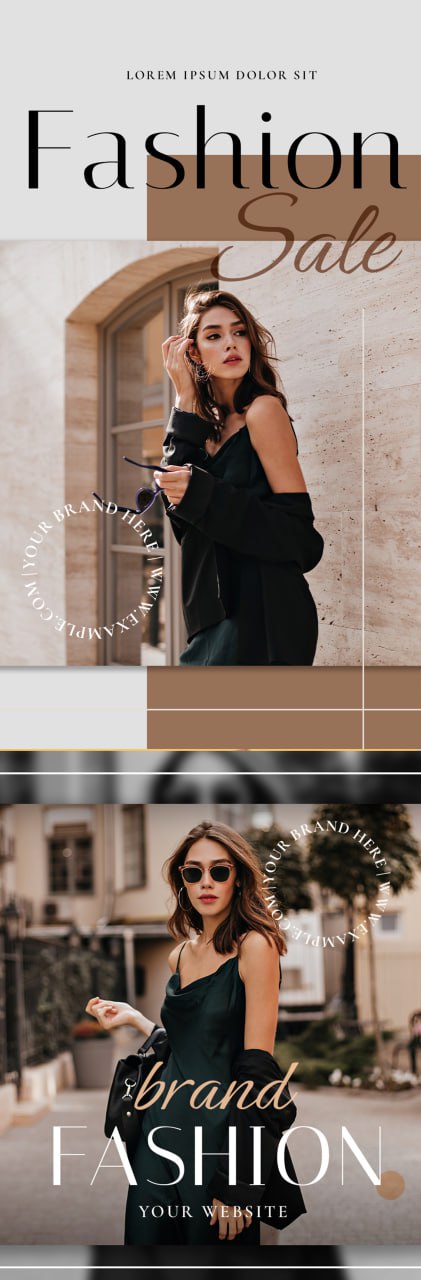 LOREM IPSUM DOLOR SIT
Fashion
Sale
YOUR BRAND HERE | WWW.EXAMPLE.COM |
YOUR BRAND HERE / WWW.EXAMPLE.COM |
brand
FASHION
YOUR WEBSITE